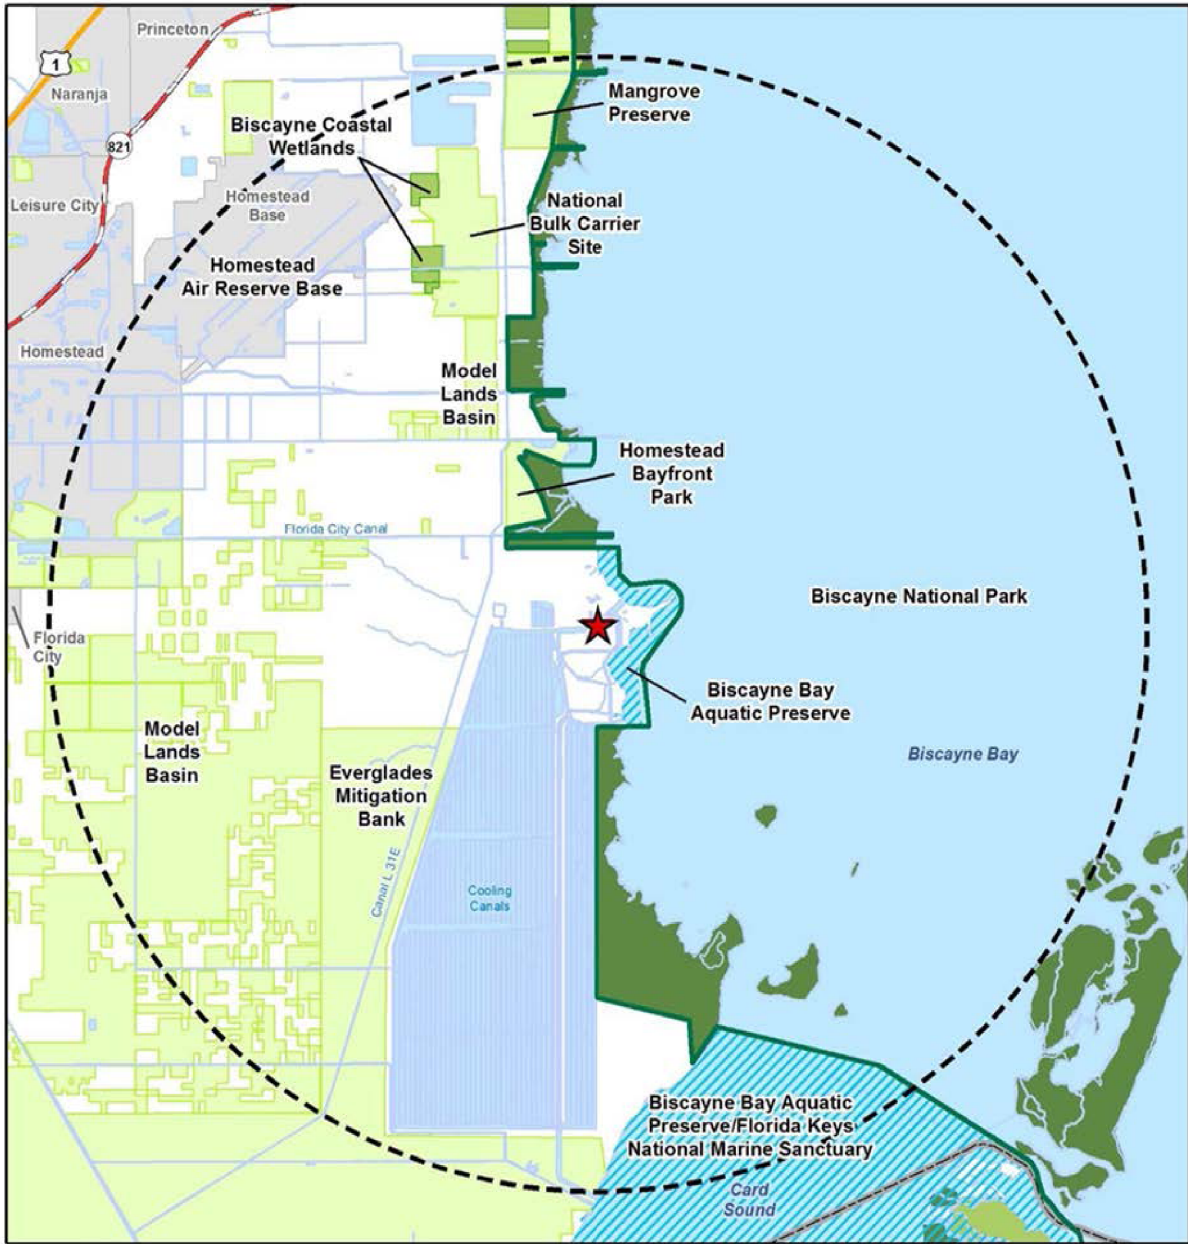 Princeton
1
Naranja
Mangrove
Preserve
Biscayne Coastal
Wetlands
821
Leisure City
Homestead
Base
National
Bulk Carrier
Site
Homestead
Air Reserve Base
Homestead
Model
Lands
Basin
Homestead
Bayfront
Park
Florida City Canal
Biscayne National Park
Florida
City
Biscayne Bay
Aquatic Preserve
Model
Lands
Basin
Biscayne Bay
Everglades
Mitigation
Bank
Canal L 31E
Cooling
Canals
Biscayne Bay Aquatic
Preserve/Florida Keys
National Marine Sanctuary
Card
Sound